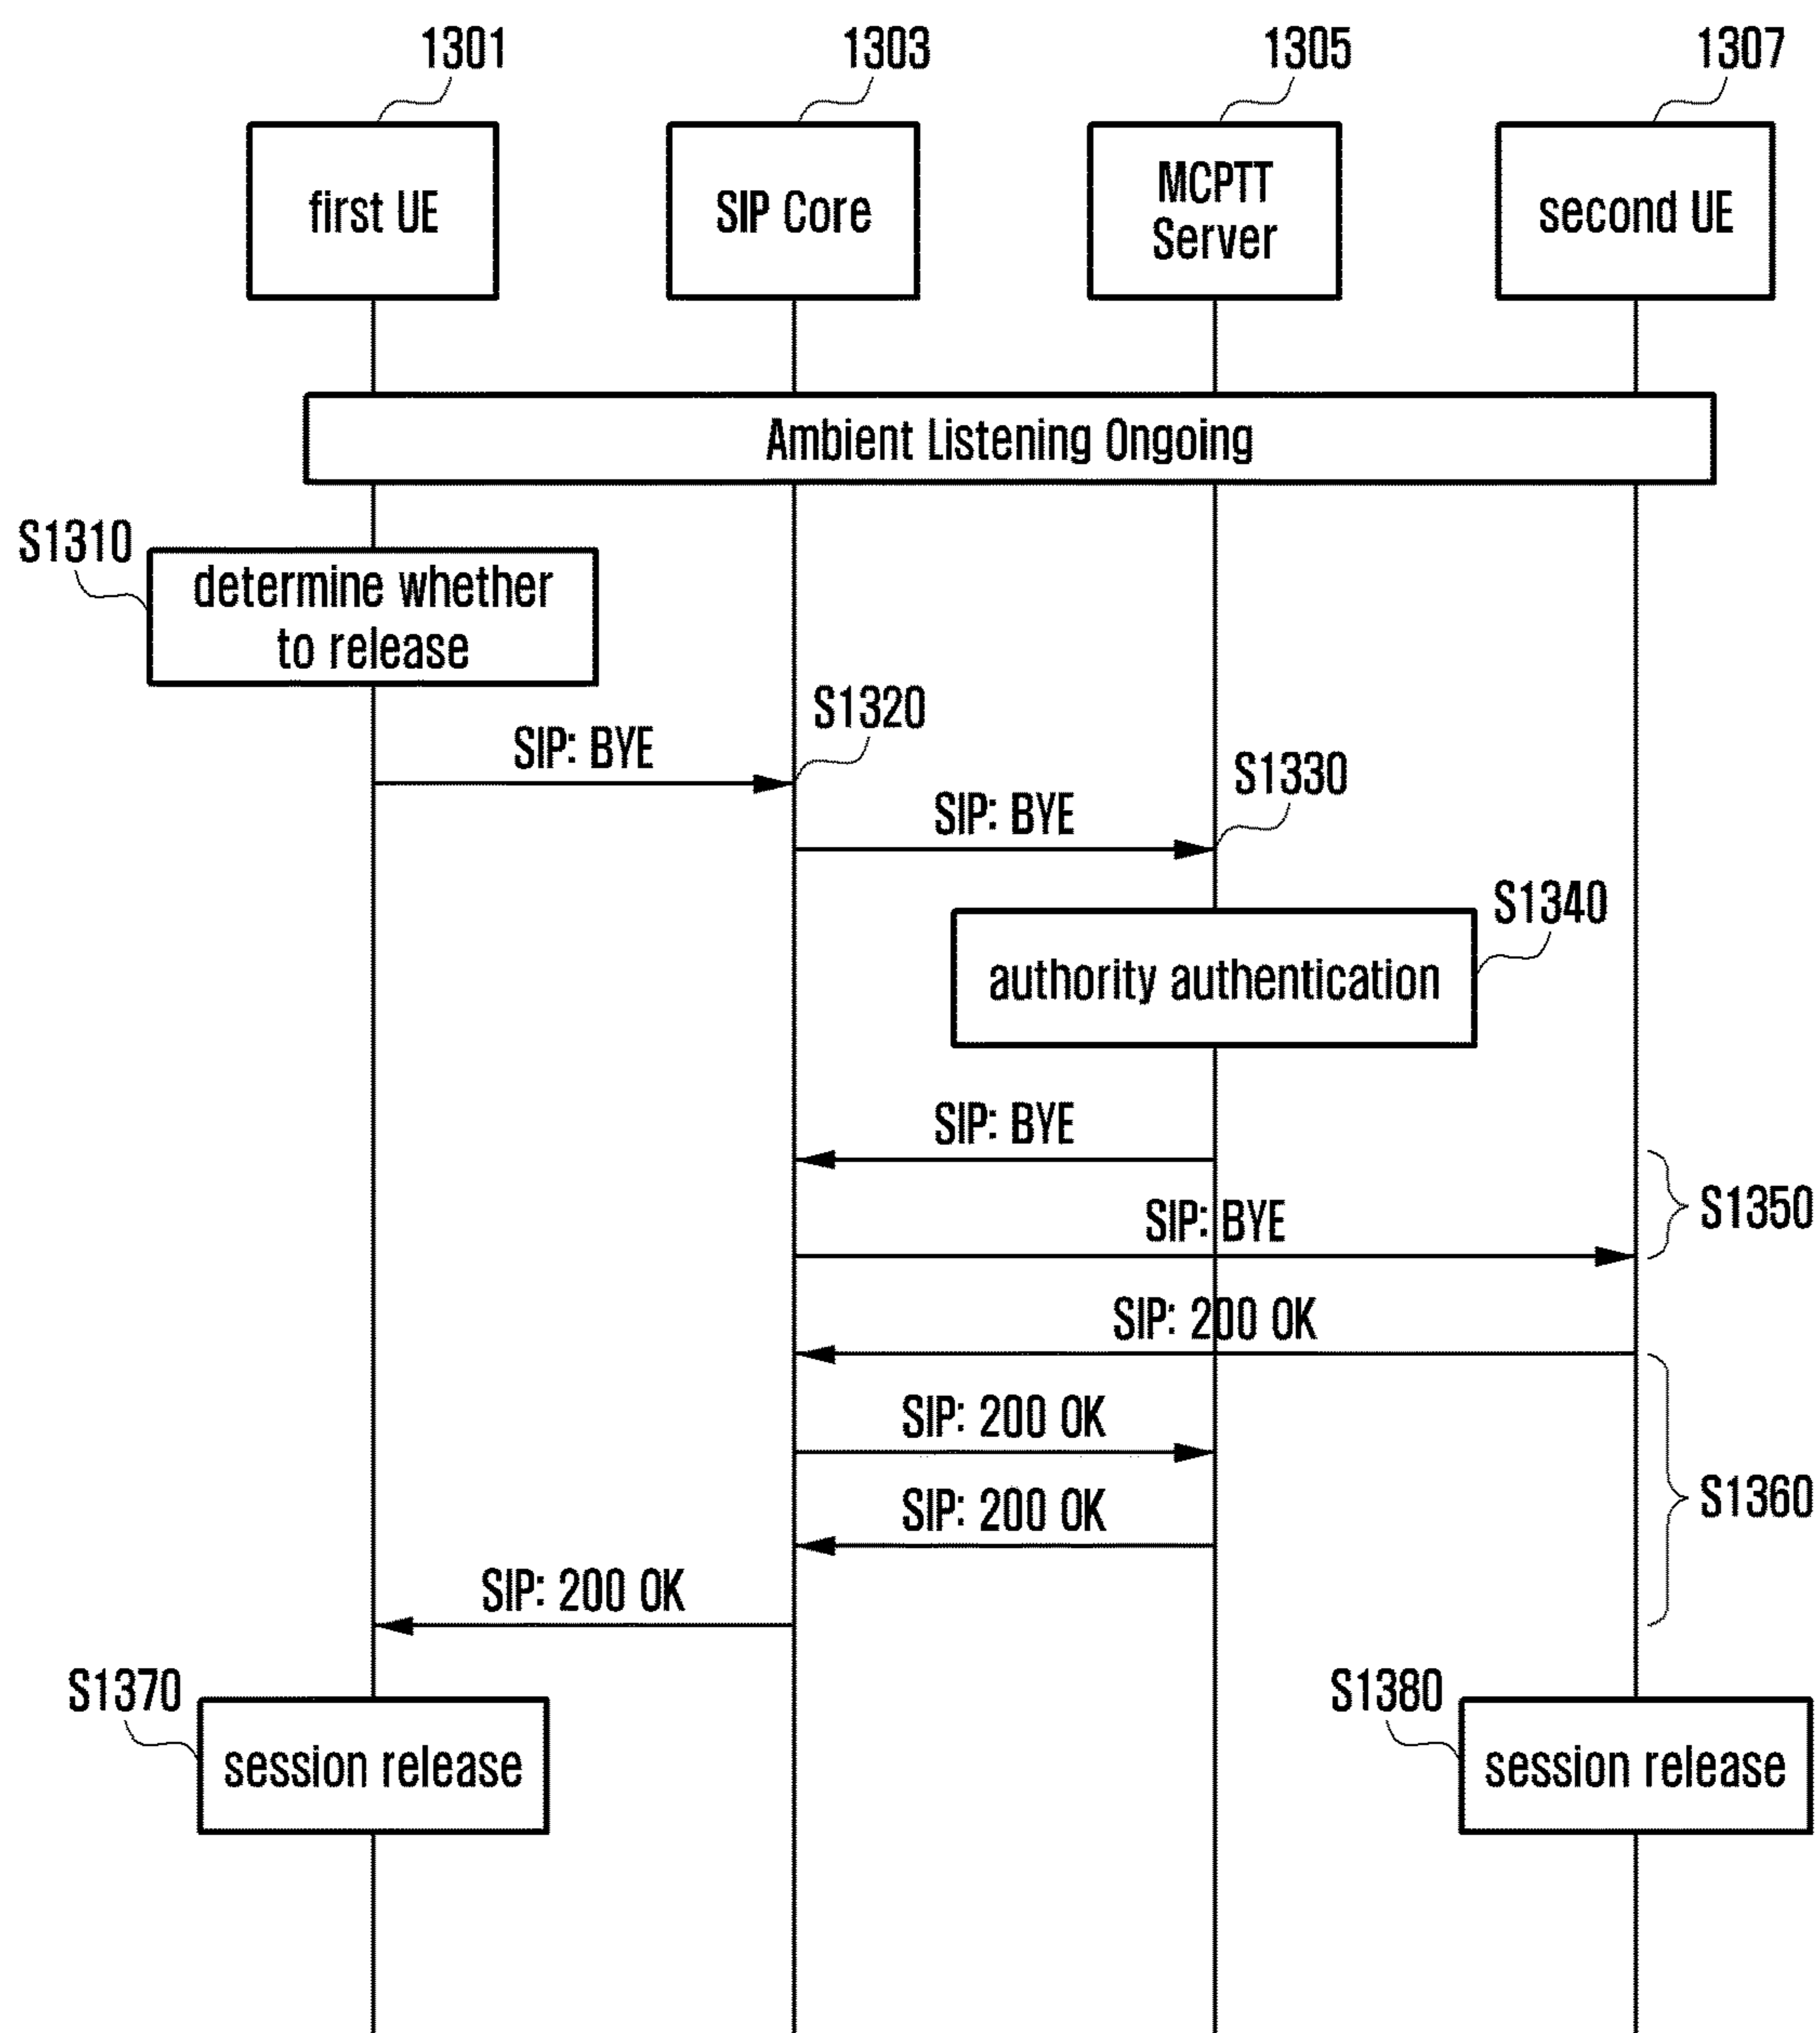 1301
1303
1305
1307
first UE
SIP Core
MCPTT
Server
second UE
Ambient Listening Ongoing
S1310
determine whether
to release
S1320
SIP: BYE
S1330
SIP: BYE
S1340
authority authentication
SIP: BYE
S1350
SIP: BYE
SIP: 200 OK
SIP: 200 OK
S1360
SIP: 200 OK
SIP: 200 OK
S1370
S1380
session release
session release